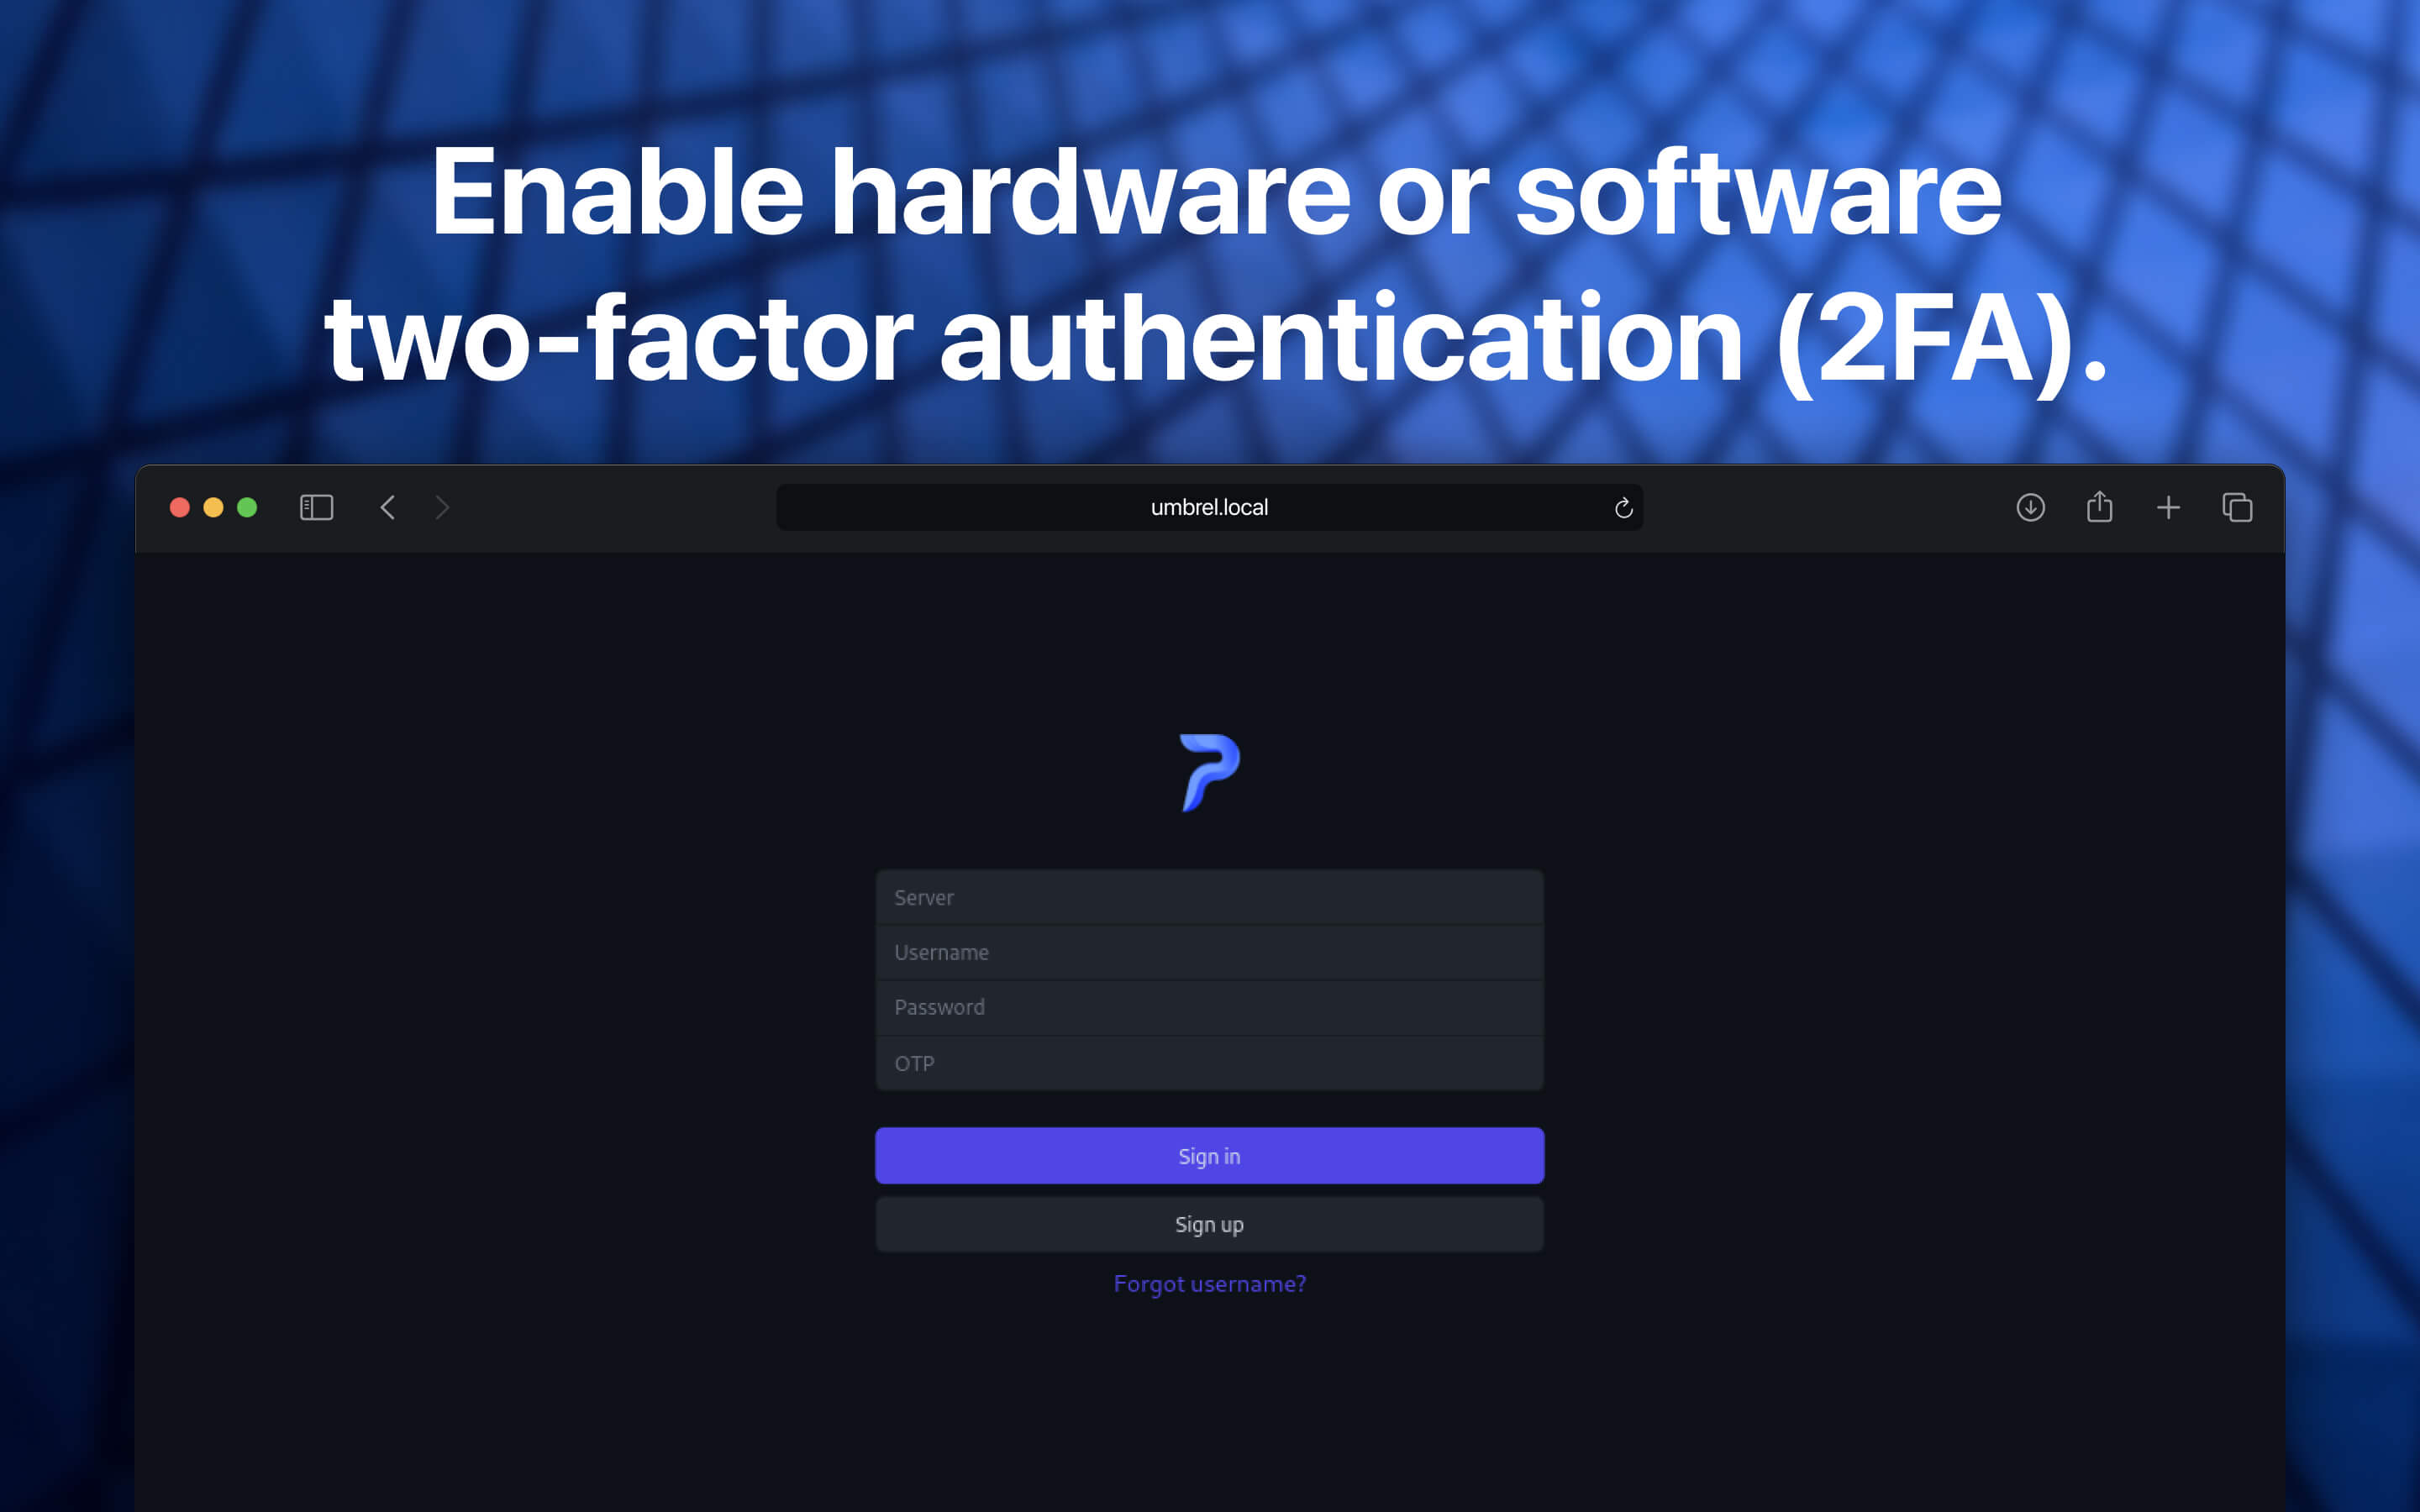 Enable hardware or software
two-factor authentication (2FA).
umbrel.local
Server
Username
Password
OTP
Sign in
Sign up
Forgot username?